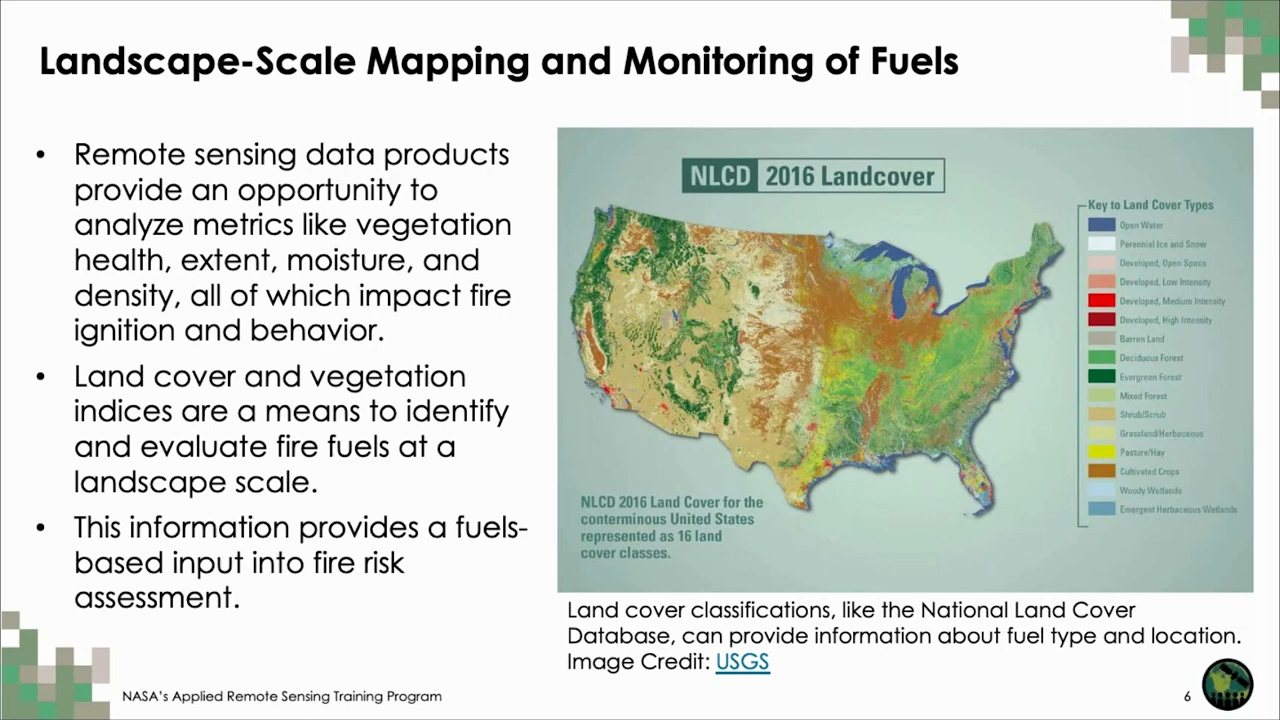 Landscape-Scale Mapping and Monitoring of Fuels
• Remote sensing data products
provide an opportunity to
analyze metrics like vegetation
health, extent, moisture, and
density, all of which impact fire
ignition and behavior.
• Land cover and vegetation
indices are a means to identify
and evaluate fire fuels at a
landscape scale.
• This information provides a fuels-
based input into fire risk
assessment.
NLCD 2016 Landcover
Key to Land Cover Types
Open Water
Perennial Ice and Snow
Developed, Open Space
Developed, Low Intensity
Developed, Medium Intensity
Developed, High Intensity
Barren Land
Deciduous Forest
Evergreen Forest
Mixed Forest
Shrub/Scrub
Grassland/Herbaceous
Pasture/Hay
Cultivated Crops
Woody Wetlands
Emergent Herbaceous Wetlands
NLCD 2016 Land Cover for the
conterminous United States
represented as 16 land
cover classes.
Land cover classifications, like the National Land Cover
Database, can provide information about fuel type and location.
Image Credit: USGS
NASA's Applied Remote Sensing Training Program
6